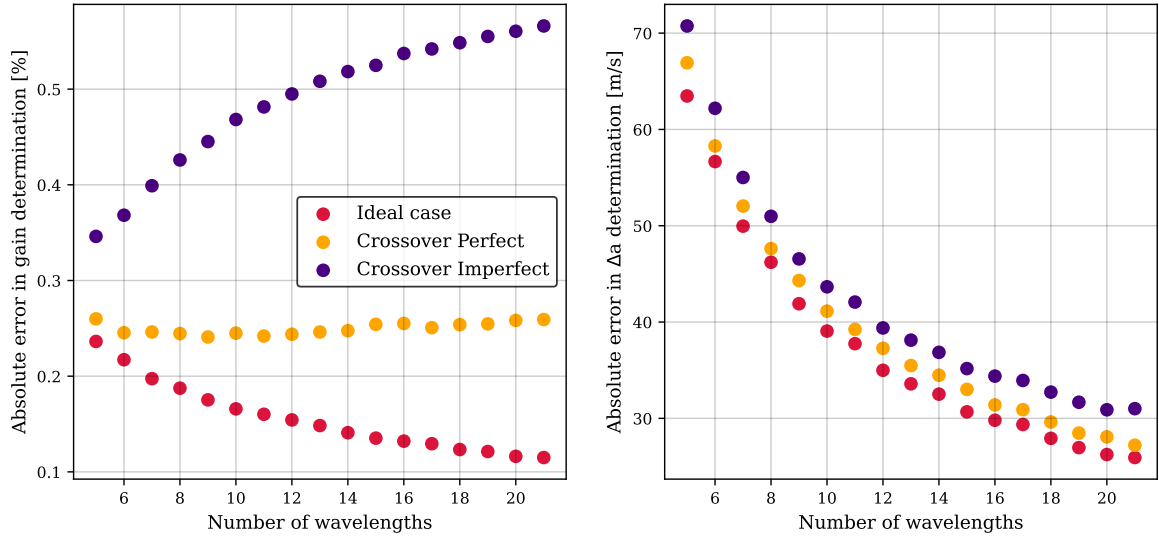 Absolute error in gain determination [%]
0.5
0.4
0.3
0.2
0.1
Ideal case
Crossover Perfect
Crossover Imperfect
6 8 10 12 14 16 18 20
Number of wavelengths
Absolute error in Δa determination [m/s]
70
60
50
40
30
6 8 10 12 14 16 18 20
Number of wavelengths